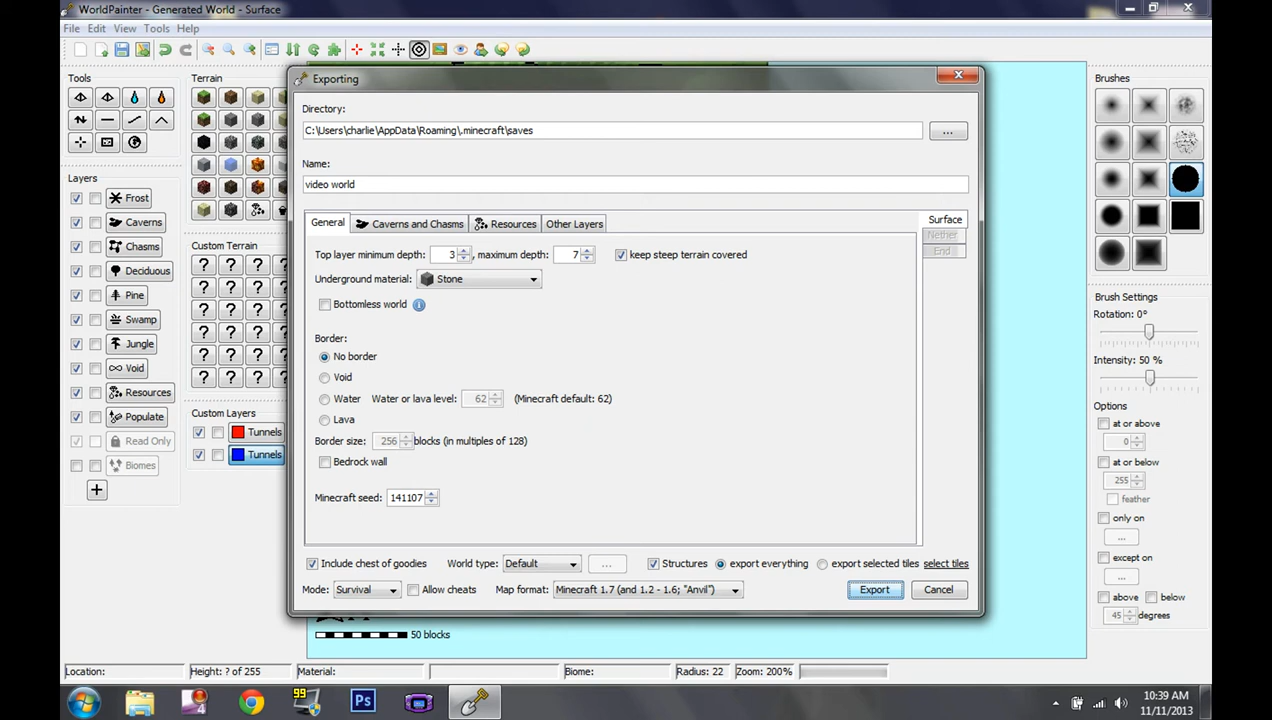 WorldPainter - Generated World - Surface
File Edit View Tools Help
Tools
Terrain
Layers
Frost
Caverns
Chasms
Deciduous
Pine
Swamp
Jungle
Void
Resources
Populate
Read Only
Biomes
+
Custom Terrain
? ? ?
? ? ?
? ? ?
? ? ?
? ? ?
? ? ?
Custom Layers
Tunnels
Tunnels
Exporting
Directory:
C:\Users\charlie\AppData\Roaming\.minecraft\saves
...
Name:
video world
General Caverns and Chasms Resources Other Layers
Surface
Nether
End
Top layer minimum depth: 3 , maximum depth: 7 keep steep terrain covered
Underground material: Stone
Bottomless world i
Border:
No border
Void
Water Water or lava level: 62 (Minecraft default: 62)
Lava
Border size: 256 blocks (in multiples of 128)
Bedrock wall
Minecraft seed: 141107
Include chest of goodies World type: Default ... Structures export everything export selected tiles select tiles
Mode: Survival Allow cheats Map format: Minecraft 1.7 (and 1.2 - 1.6; "Anvil") Export Cancel
50 blocks
Brushes
Brush Settings
Rotation: 0°
Intensity: 50 %
Options
at or above
0
at or below
255
feather
only on
...
except on
...
above below
45 degrees
Location: Height: ? of 255 Material: Biome: Radius: 22 Zoom: 200%
4 99 Ps
10:39 AM
11/11/2013